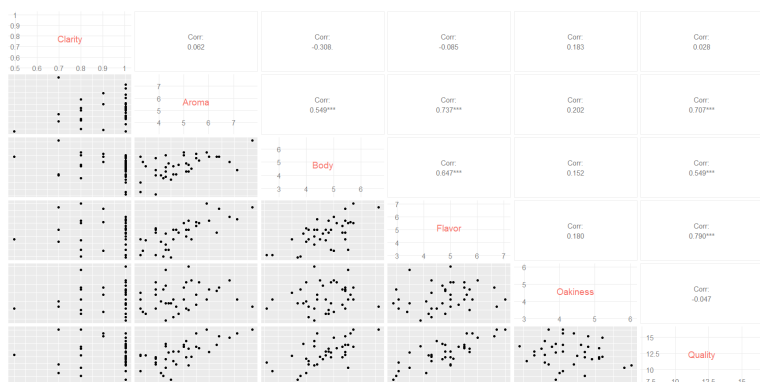 1
0.9
0.8
0.7
0.6
Clarity
0.5 0.6 0.7 0.8 0.9 1
Corr:
0.062
Corr:
-0.308.
Corr:
-0.085
Corr:
0.183
Corr:
0.028
7
6
5
4
Aroma
4 5 6 7
Corr:
0.549***
Corr:
0.737***
Corr:
0.202
Corr:
0.707***
6
5
4
3
Body
3 4 5 6
Corr:
0.647***
Corr:
0.152
Corr:
0.549***
7
6
5
4
3
Flavor
3 4 5 6 7
Corr:
0.180
Corr:
0.790***
6
5
4
3
Oakiness
3 4 5 6
Corr:
-0.047
15
12.5
10
Quality
7.5 10 12.5 15